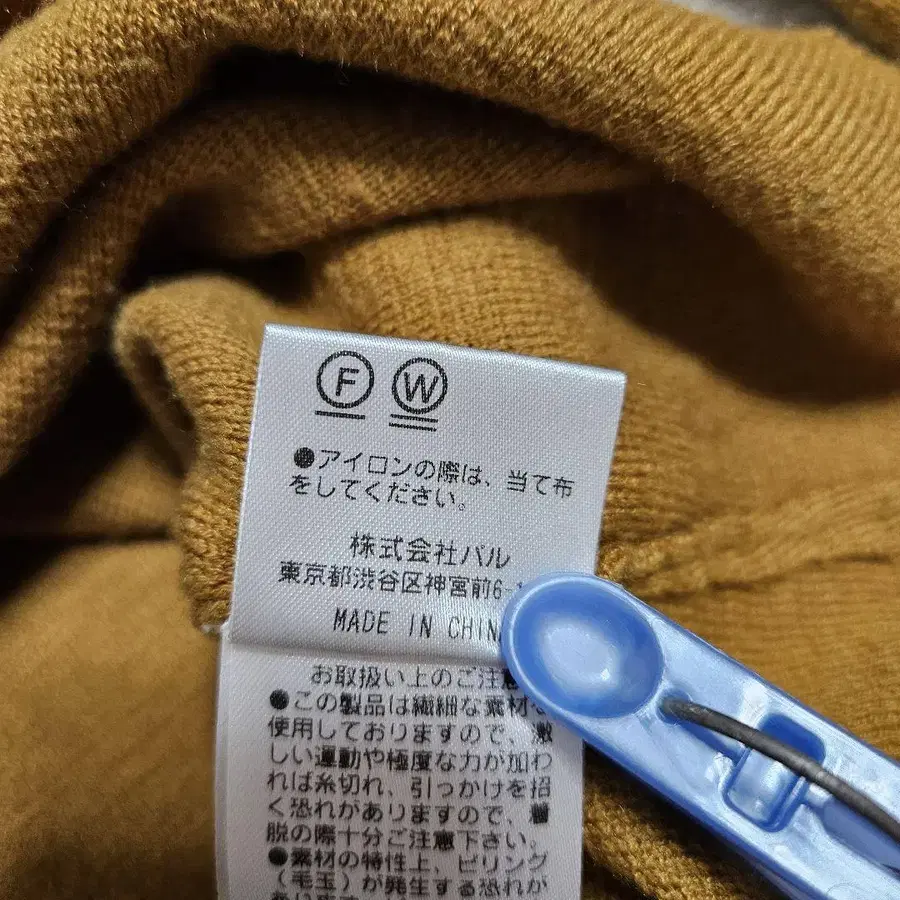 F W
●アイロンの際は、当て布
をしてください。
株式会社パル
東京都渋谷区神宮前6-
MADE IN CHIN
お取扱い上のご注意
●この製品は繊細な素材を
使用しておりますので、激
しい運動や極度な力が加わ
れば糸切れ、引っかけを招
く恐れがありますので、着
脱の際十分ご注意下さい。
●素材の特性上、ピリング
(毛玉)が発生する恐れが